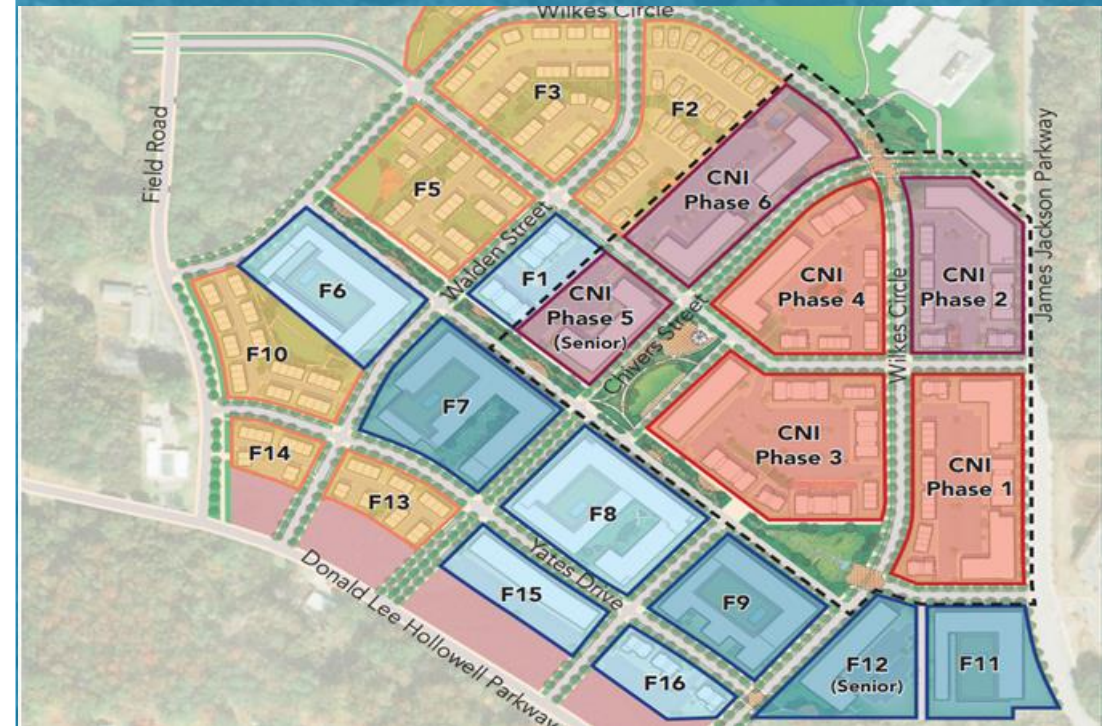 Wilkes Circle
Field Road
F3
F2
James Jackson Parkway
F5
CNI
Phase 6
Walden Street
F1
F6
CNI
Phase 5
(Senior)
CNI
Phase 4
CNI
Phase 2
Wilkes Circle
Chivers Street
F10
F7
CNI
Phase 3
CNI
Phase 1
F14
F13
F8
Yates Drive
Donald Lee Hollowell Parkway
F15
F9
F16
F12
(Senior)
F11